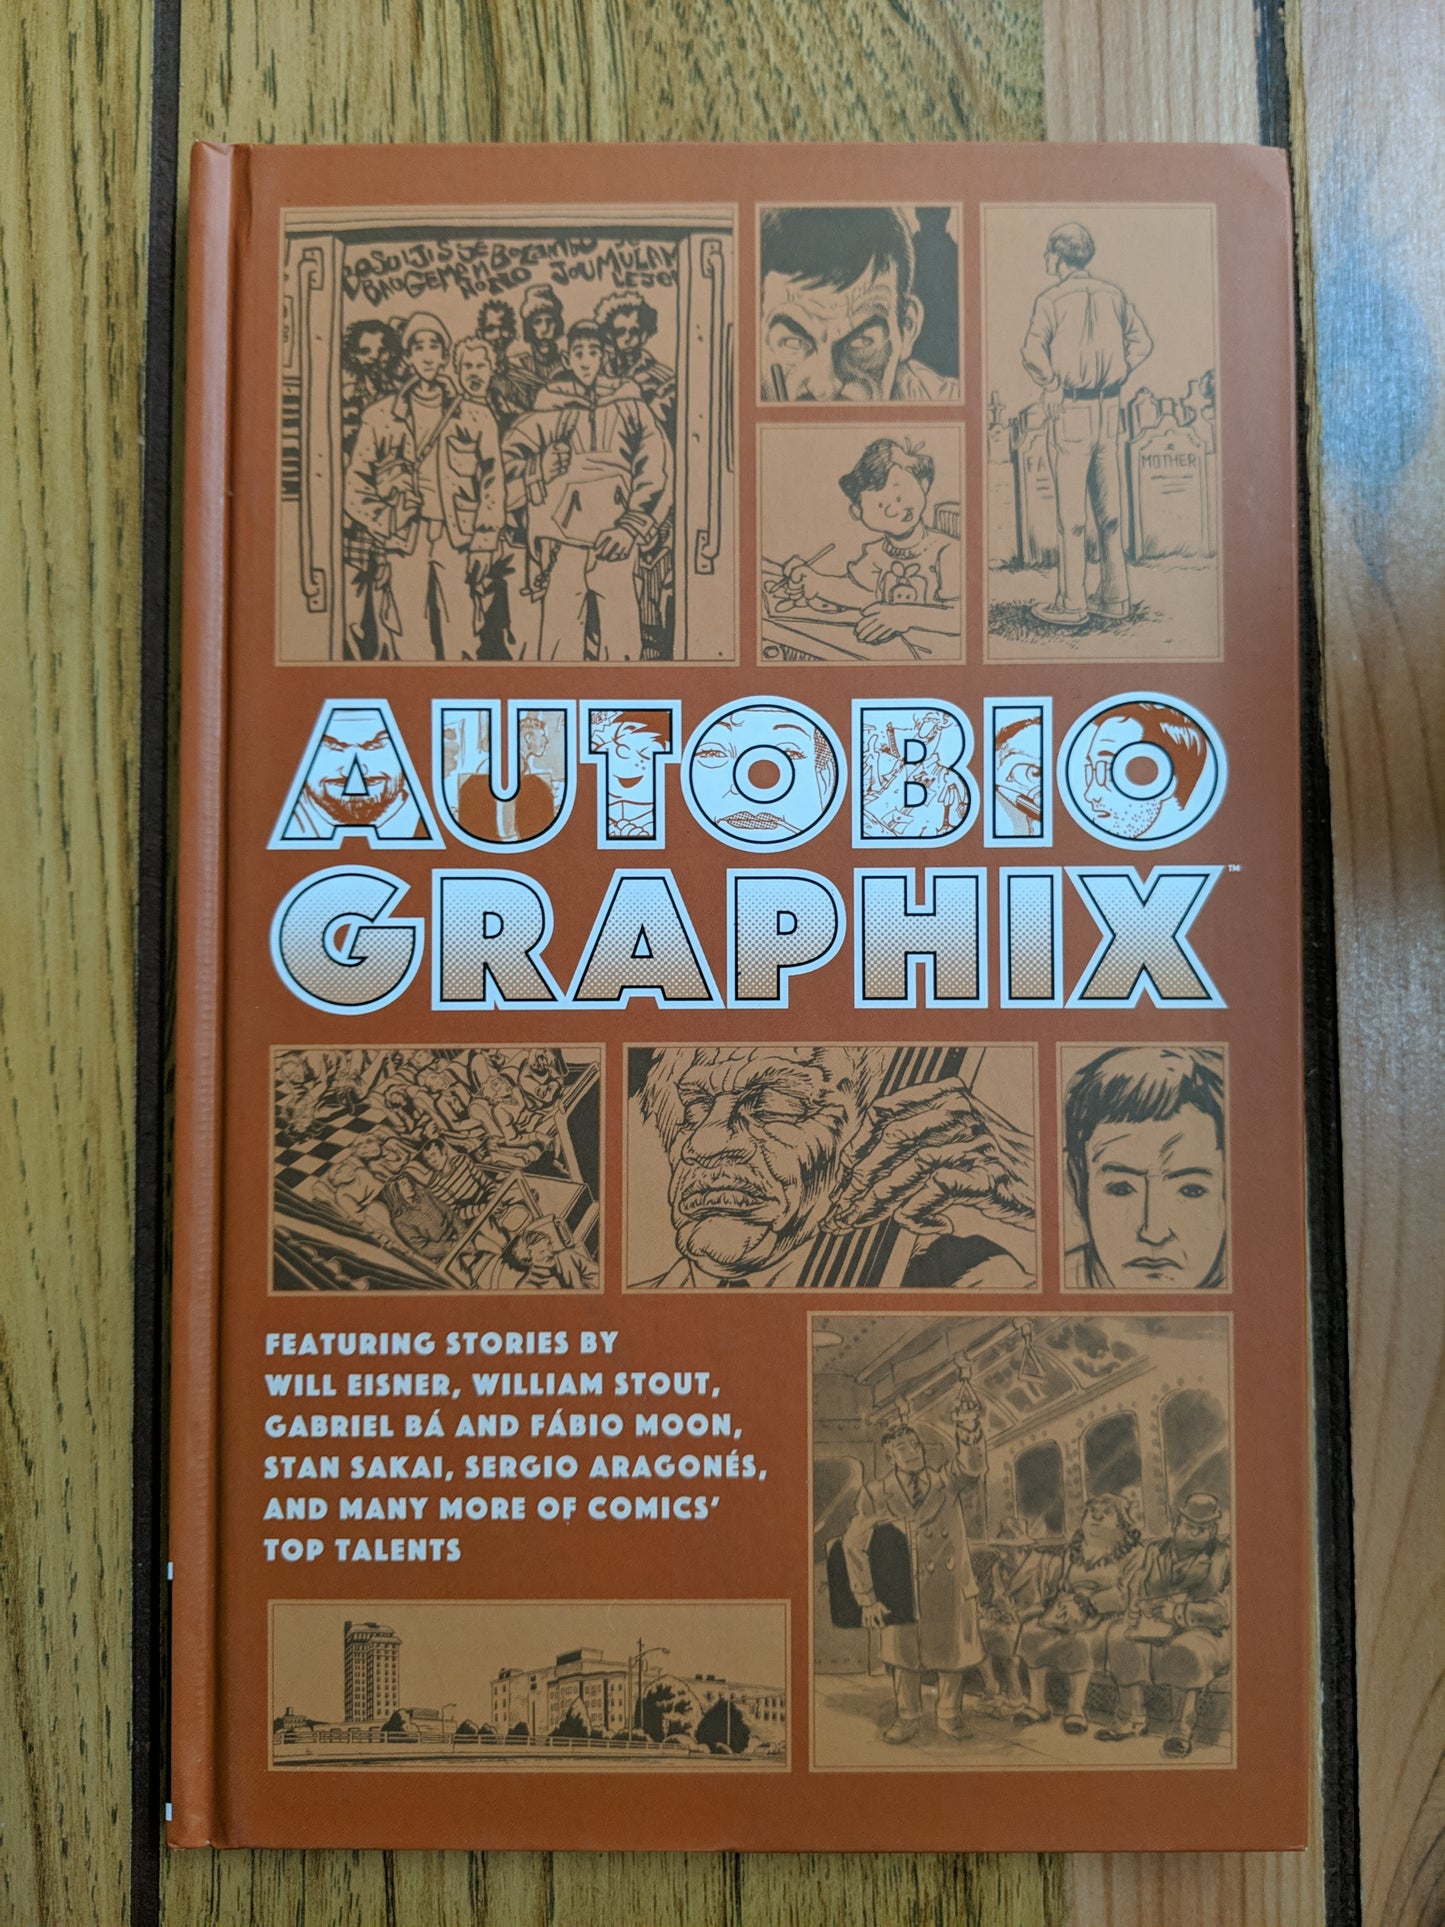 MOTHER
AUTOBIO
GRAPHIX™
FEATURING STORIES BY
WILL EISNER, WILLIAM STOUT,
GABRIEL BÁ AND FÁBIO MOON,
STAN SAKAI, SERGIO ARAGONÉS,
AND MANY MORE OF COMICS'
TOP TALENTS